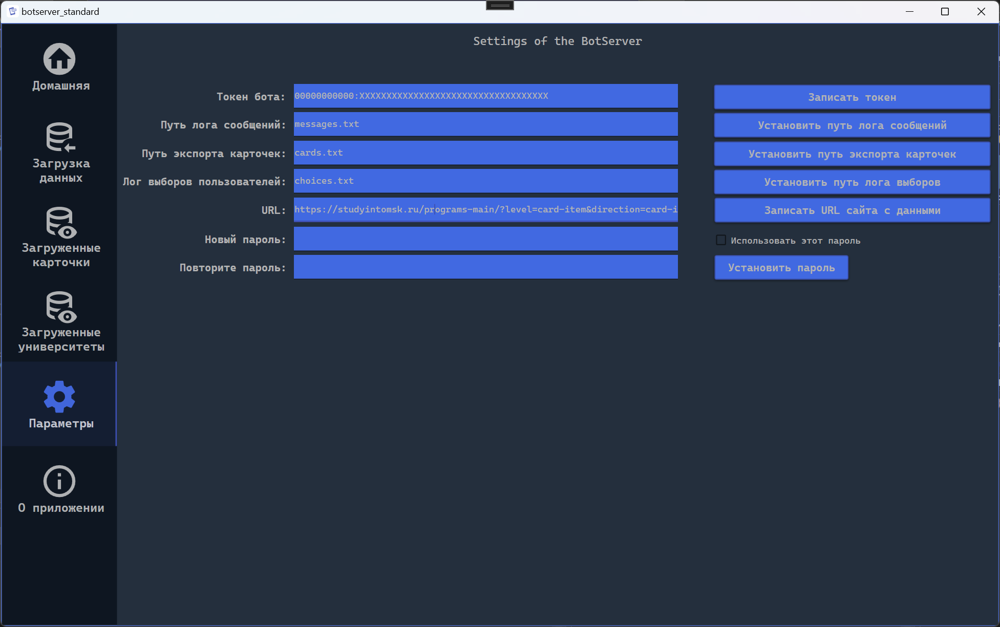 botserver_standard
Домашняя
Загрузка
данных
Загруженные
карточки
Загруженные
университеты
Параметры
О приложении
Settings of the BotServer
Токен бота: 00000000000:XXXXXXXXXXXXXXXXXXXXXXXXXXXXXXXXXXX Записать токен
Путь лога сообщений: messages.txt Установить путь лога сообщений
Путь экспорта карточек: cards.txt Установить путь экспорта карточек
Лог выборов пользователей: choices.txt Установить путь лога выборов
URL: https://studyintomsk.ru/programs-main/?level=card-item&direction=card-i Записать URL сайта с данными
Новый пароль: Использовать этот пароль
Повторите пароль: Установить пароль